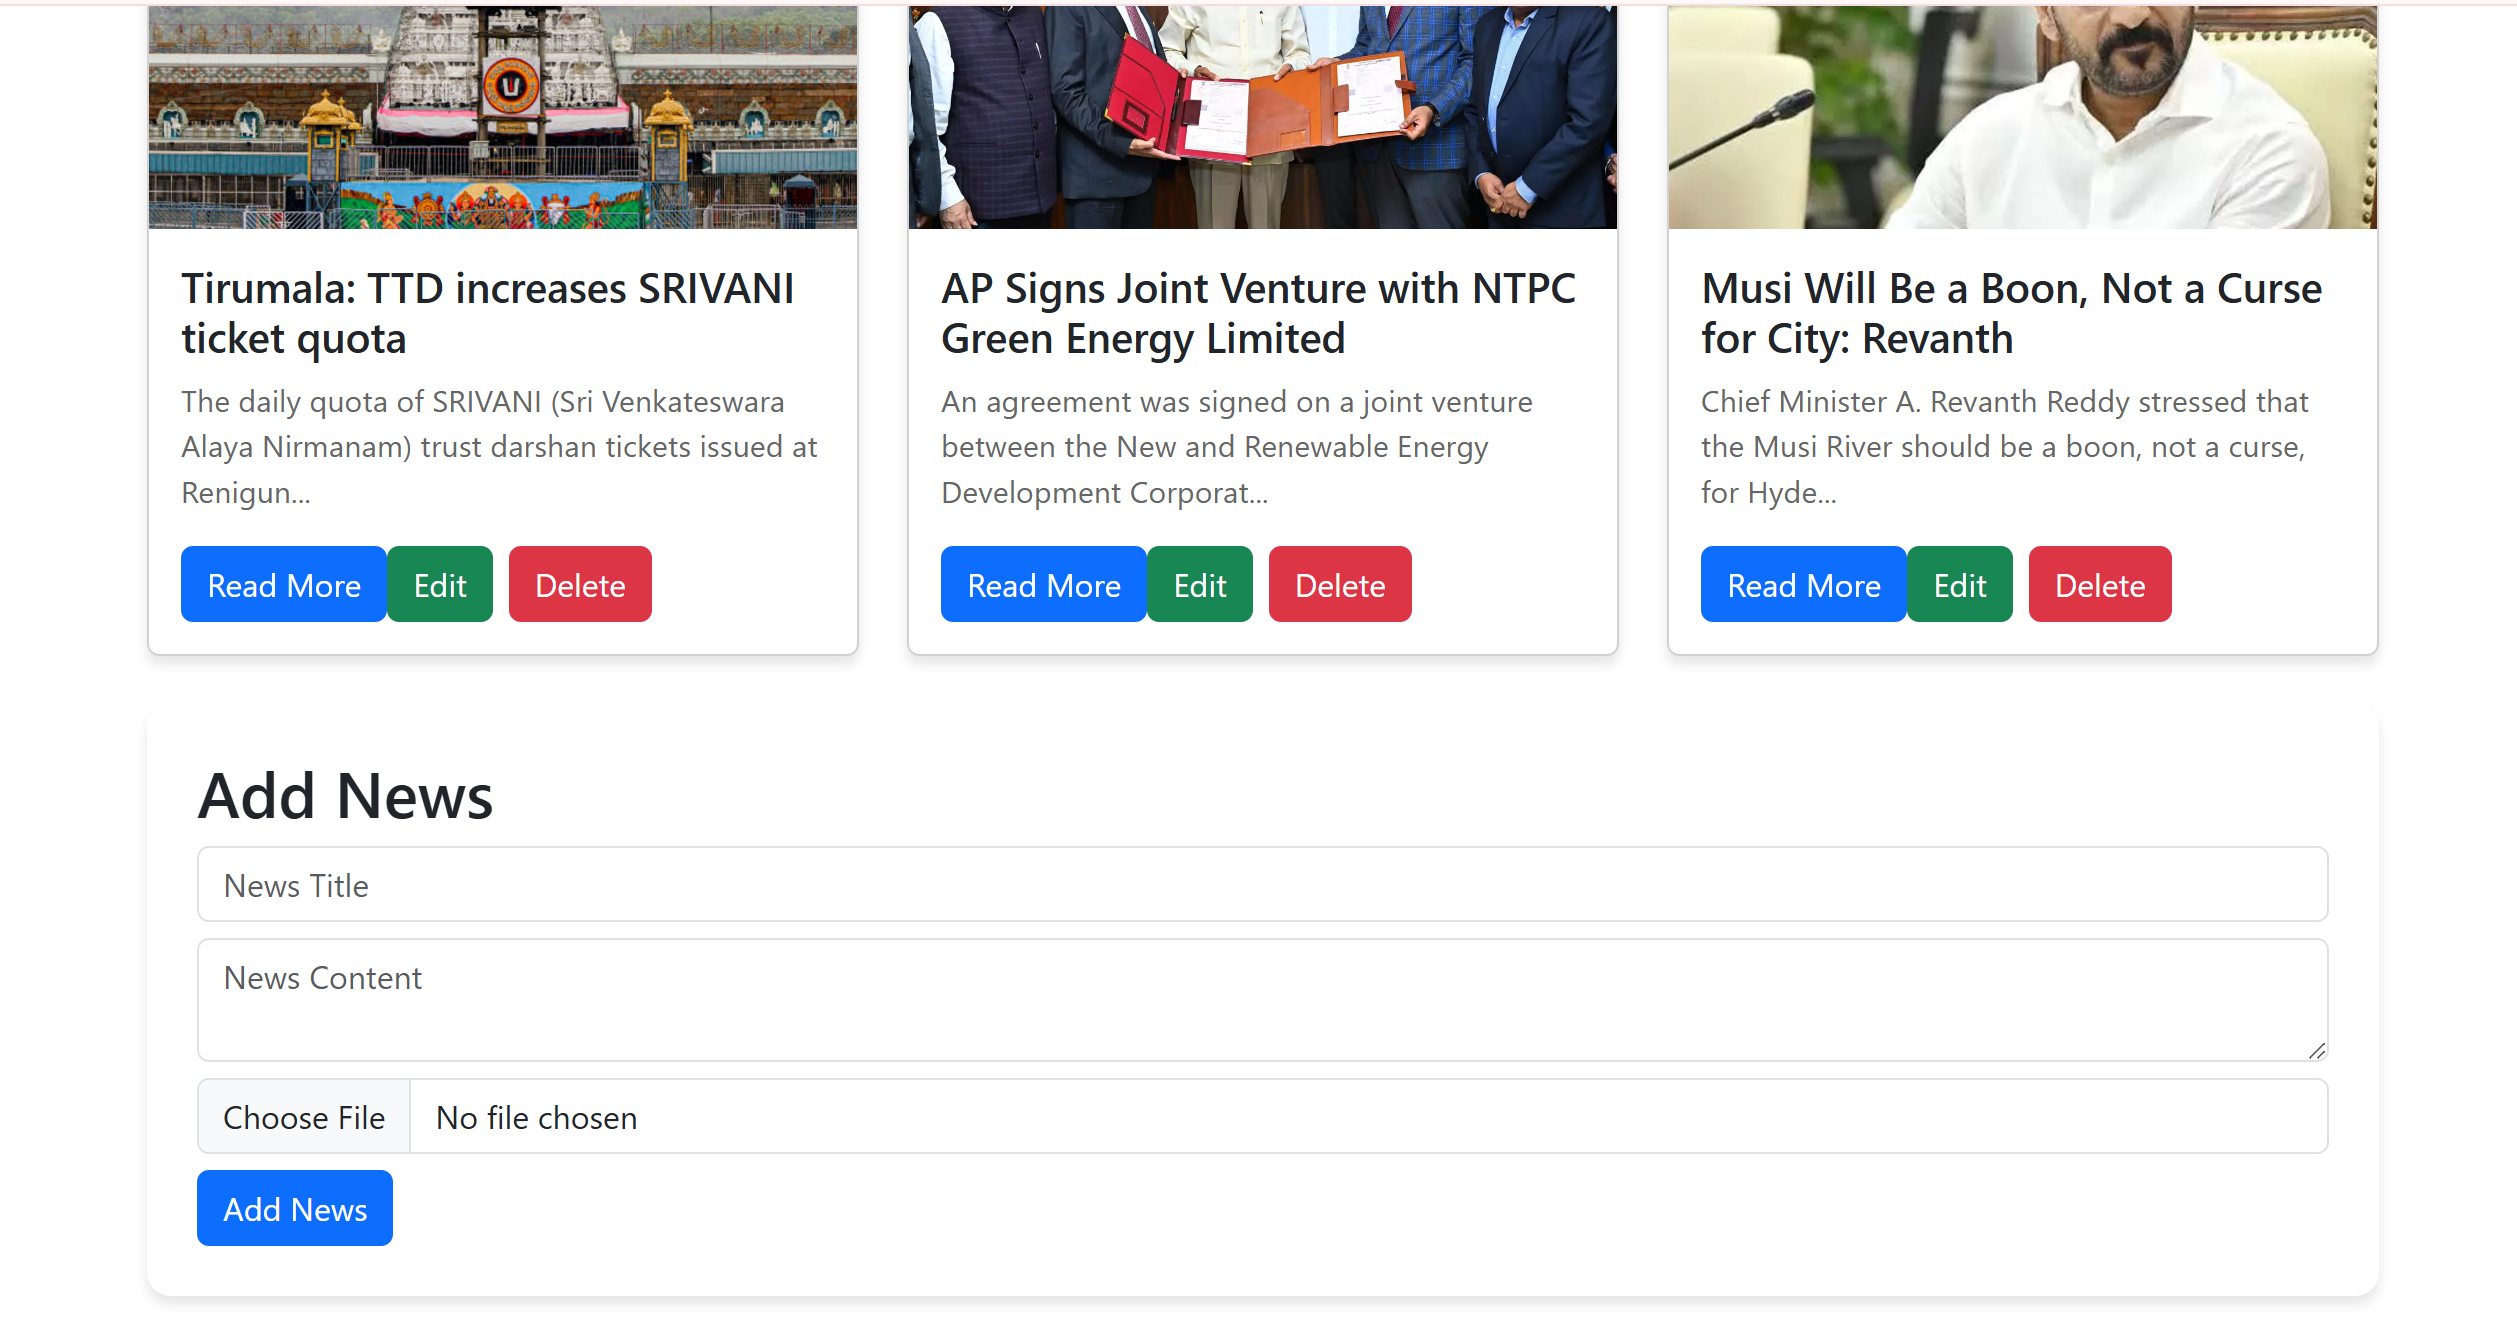 Tirumala: TTD increases SRIVANI
ticket quota
The daily quota of SRIVANI (Sri Venkateswara
Alaya Nirmanam) trust darshan tickets issued at
Renigun...
Read More
Edit
Delete
AP Signs Joint Venture with NTPC
Green Energy Limited
An agreement was signed on a joint venture
between the New and Renewable Energy
Development Corporat...
Read More
Edit
Delete
Musi Will Be a Boon, Not a Curse
for City: Revanth
Chief Minister A. Revanth Reddy stressed that
the Musi River should be a boon, not a curse,
for Hyde...
Read More
Edit
Delete
Add News
News Title
News Content
Choose File
No file chosen
Add News